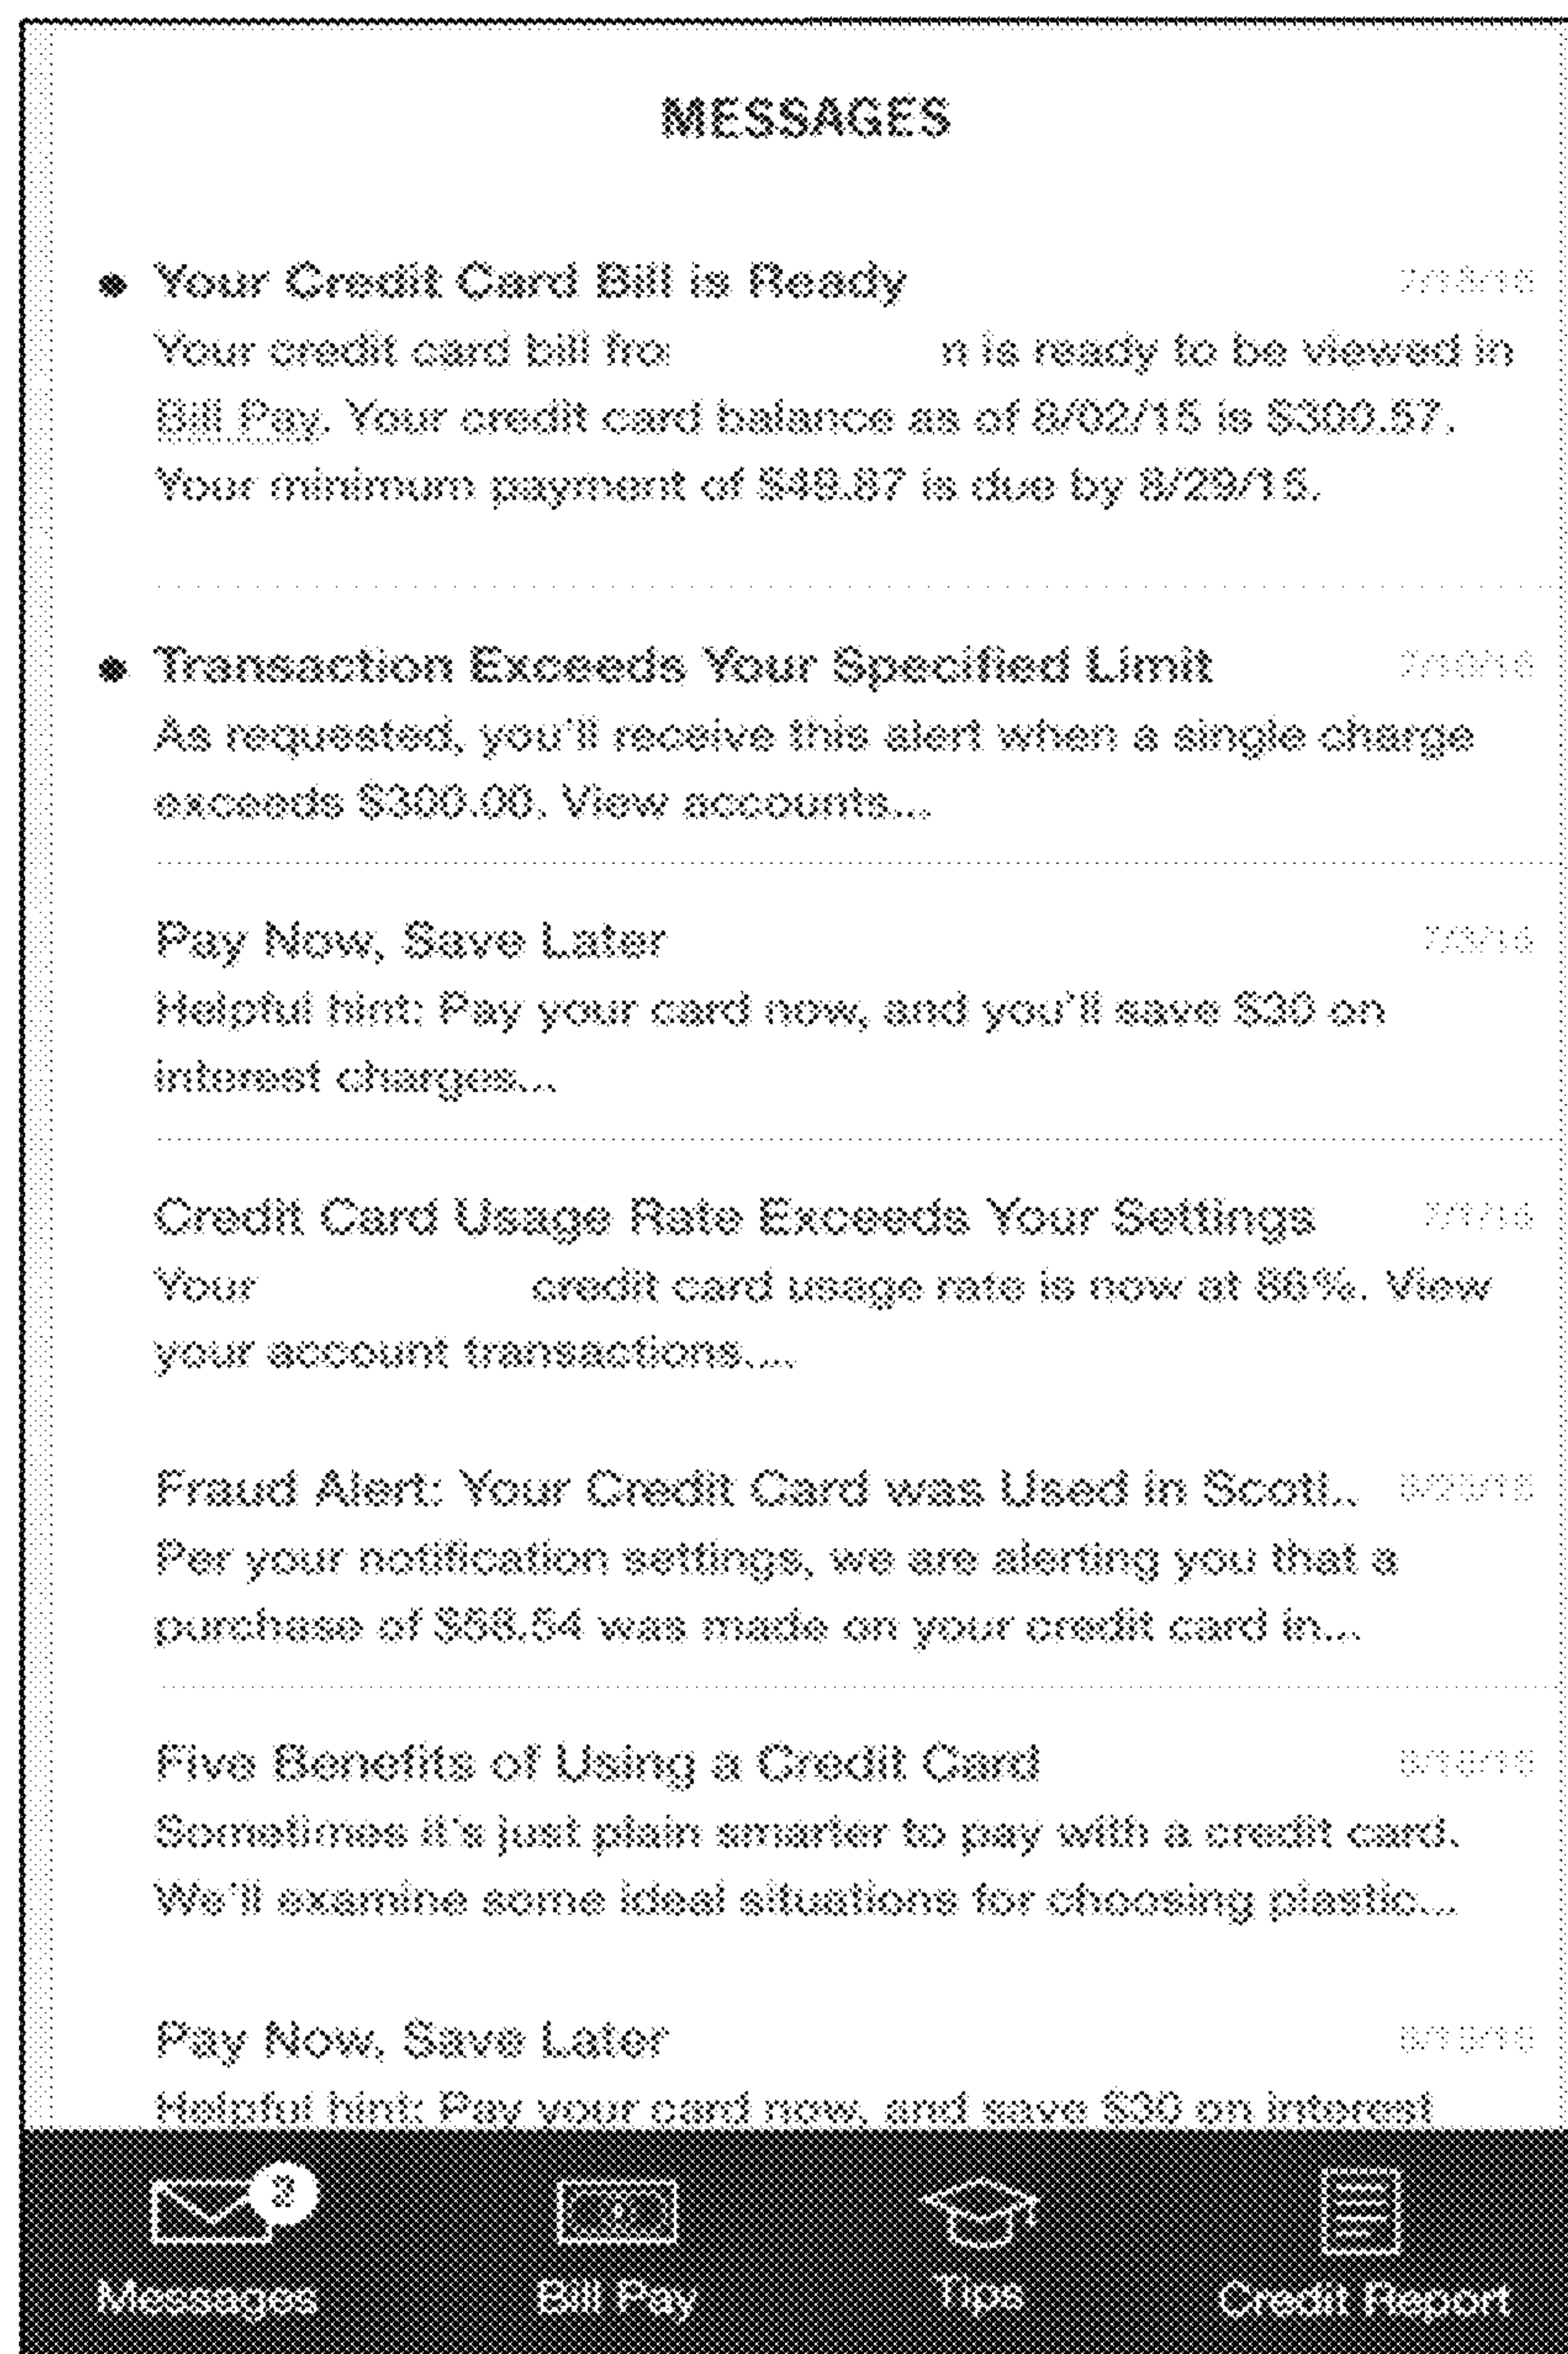 MESSAGES
Your Credit Card Bill is Ready
Your credit card bill fro n is ready to be viewed in
Bill Pay. Your credit card balance as of 8/02/15 is $300.57.
Your minimum payment of is due by
Transaction Exceeds Your Specified Limit
As requested, you'll receive this alert when a single charge
exceeds $300.00. View accounts...
Pay Now, Save Later
Helpful hint: Pay your card now, and you'll save $30 on
interest charges...
Credit Card Usage Rate Exceeds Your Settings
Your credit card usage rate is now at View
your account transactions....
Fraud Alert: Your Credit Card was Used in
Per your notification settings, we are alerting you that a
purchase of was made on your credit card in...
Five Benefits of Using a Credit Card
Sometimes it's just plain smarter to pay with a credit card.
We'll examine some ideal situations for choosing plastic...
Pay Now, Save Later
Helpful hint: Pay your card now, and save $30 on interest
2
Messages Bill Pay Tips Credit Report